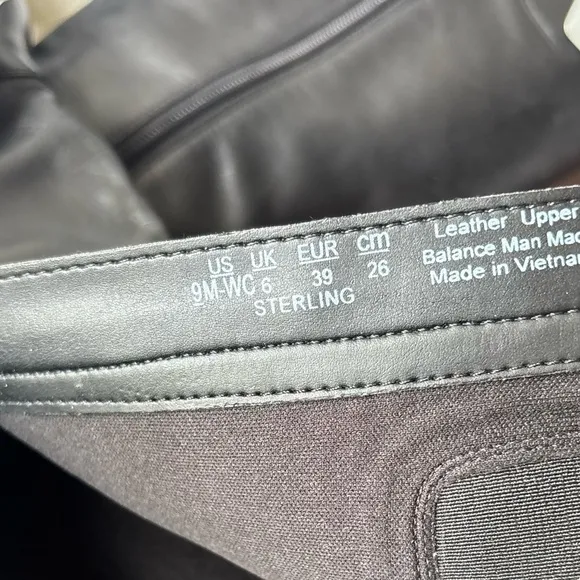 US UK EUR cm
9M-WC 6 39 26
STERLING
Leather Upper
Balance Man Mad
Made in Vietnam